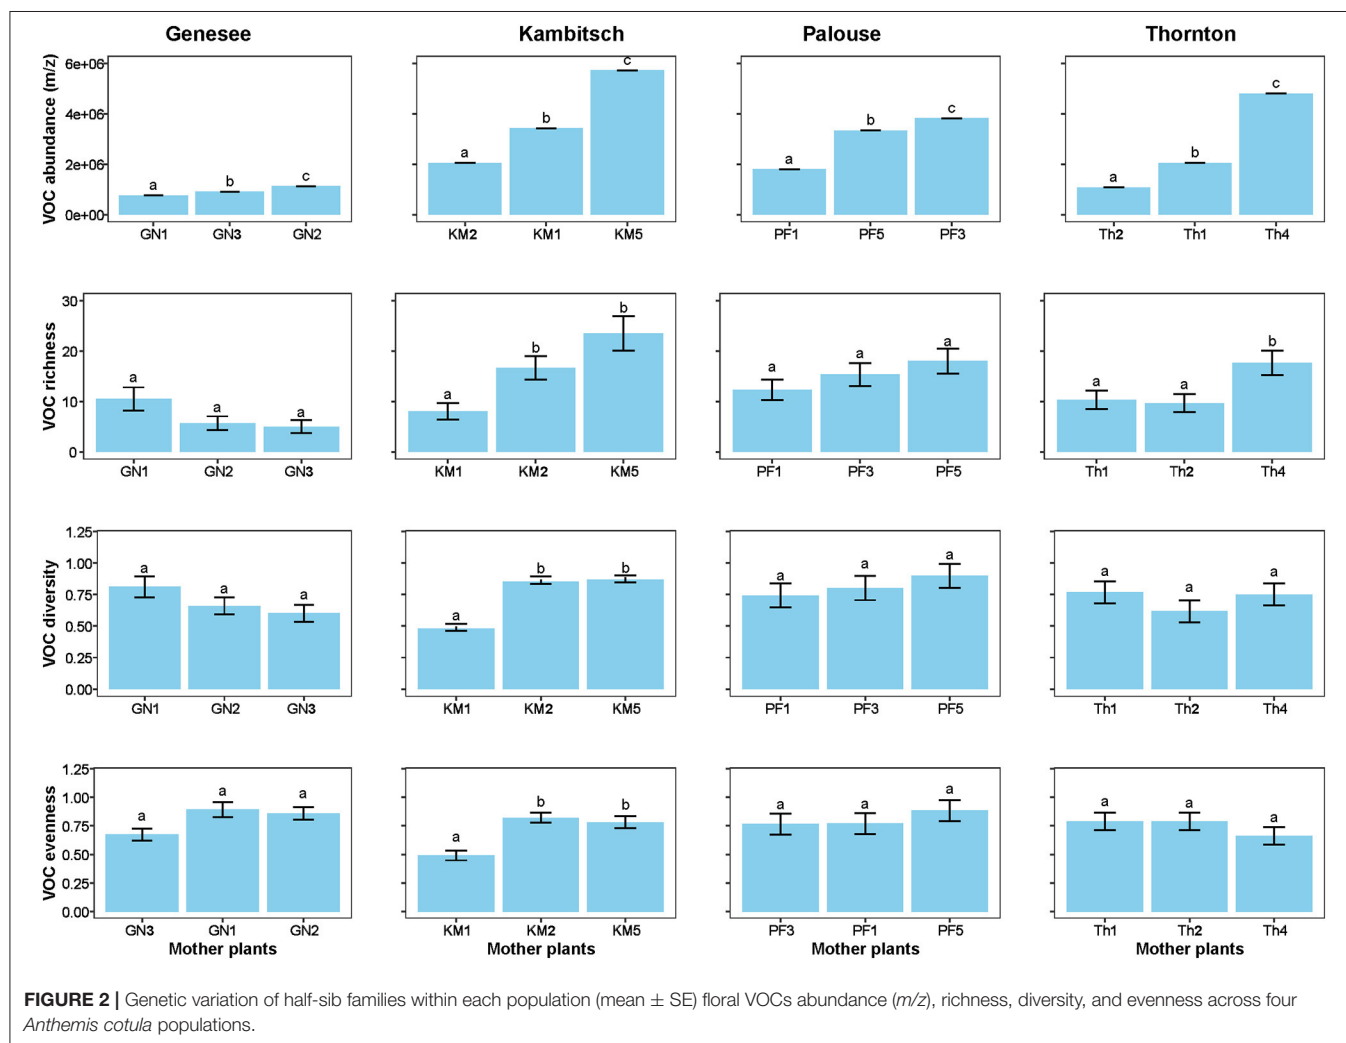 Genesee Kambitsch Palouse Thornton
VOC abundance (m/z)
6e+06
4e+06
2e+06
0e+00
a b c
GN1 GN3 GN2
a b c
KM2 KM1 KM5
a b c
PF1 PF5 PF3
a b c
Th2 Th1 Th4
VOC richness
30
20
10
0
a a a
GN1 GN2 GN3
a b b
KM1 KM2 KM5
a a a
PF1 PF3 PF5
a a b
Th1 Th2 Th4
VOC diversity
1.25
1.00
0.75
0.50
0.25
0.00
a a a
GN1 GN2 GN3
a b b
KM1 KM2 KM5
a a a
PF1 PF3 PF5
a a a
Th1 Th2 Th4
VOC evenness
1.25
1.00
0.75
0.50
0.25
0.00
a a a
GN3 GN1 GN2
Mother plants
a b b
KM1 KM2 KM5
Mother plants
a a a
PF3 PF1 PF5
Mother plants
a a a
Th1 Th2 Th4
Mother plants
FIGURE 2 | Genetic variation of half-sib families within each population (mean ± SE) floral VOCs abundance (m/z), richness, diversity, and evenness across four
Anthemis cotula populations.